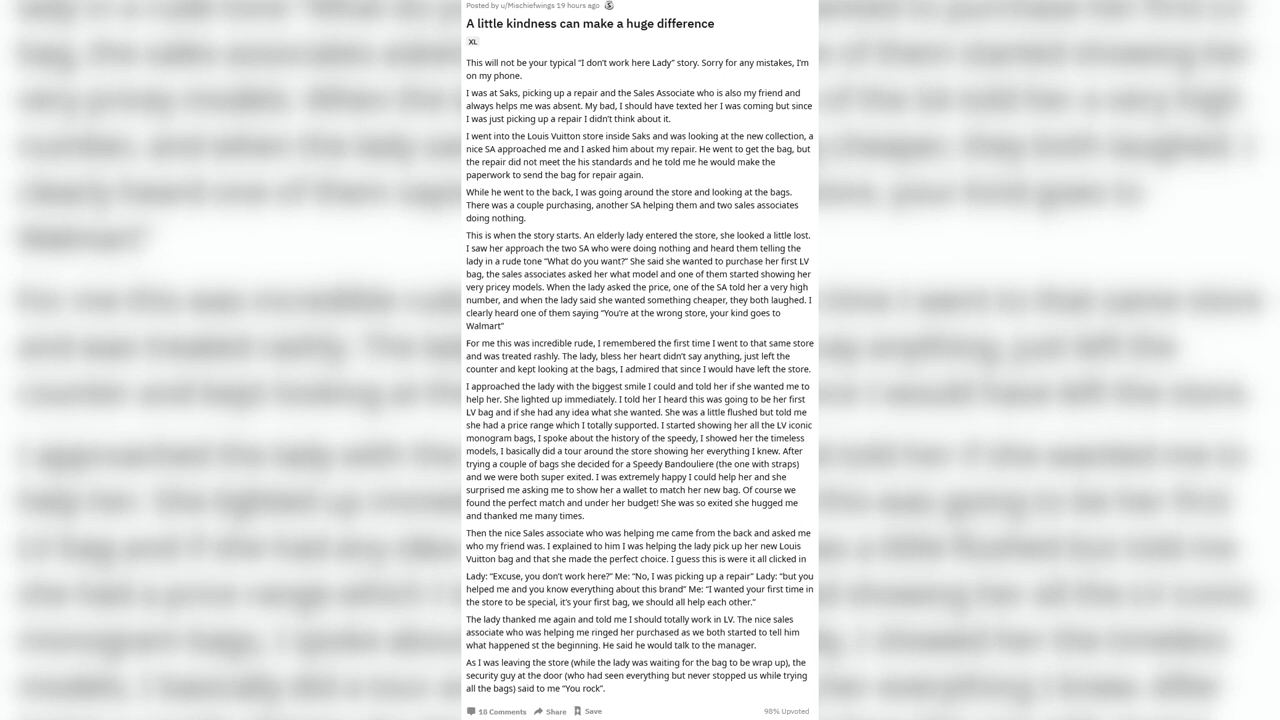 Posted by u/Mischiefwings 19 hours ago
A little kindness can make a huge difference
XL
This will not be your typical “I don’t work here Lady” story. Sorry for any mistakes, I’m
on my phone.
I was at Saks, picking up a repair and the Sales Associate who is also my friend and
always helps me was absent. My bad, I should have texted her I was coming but since
I was just picking up a repair I didn’t think about it.
I went into the Louis Vuitton store inside Saks and was looking at the new collection, a
nice SA approached me and I asked him about my repair. He went to get the bag, but
the repair did not meet the his standards and he told me he would make the
paperwork to send the bag for repair again.
While he went to the back, I was going around the store and looking at the bags.
There was a couple purchasing, another SA helping them and two sales associates
doing nothing.
This is when the story starts. An elderly lady entered the store, she looked a little lost.
I saw her approach the two SA who were doing nothing and heard them telling the
lady in a rude tone “What do you want?” She said she wanted to purchase her first LV
bag, the sales associates asked her what model and one of them started showing her
very pricey models. When the lady asked the price, one of the SA told her a very high
number, and when the lady said she wanted something cheaper, they both laughed. I
clearly heard one of them saying “You’re at the wrong store, your kind goes to
Walmart”
For me this was incredible rude, I remembered the first time I went to that same store
and was treated rashly. The lady, bless her heart didn’t say anything, just left the
counter and kept looking at the bags, I admired that since I would have left the store.
I approached the lady with the biggest smile I could and told her if she wanted me to
help her. She lighted up immediately. I told her I heard this was going to be her first
LV bag and if she had any idea what she wanted. She was a little flushed but told me
she had a price range which I totally supported. I started showing her all the LV iconic
monogram bags, I spoke about the history of the speedy, I showed her the timeless
models, I basically did a tour around the store showing her everything I knew. After
trying a couple of bags she decided for a Speedy Bandouliere (the one with straps)
and we were both super exited. I was extremely happy I could help her and she
surprised me asking me to show her a wallet to match her new bag. Of course we
found the perfect match and under her budget! She was so exited she hugged me
and thanked me many times.
Then the nice Sales associate who was helping me came from the back and asked me
who my friend was. I explained to him I was helping the lady pick up her new Louis
Vuitton bag and that she made the perfect choice. I guess this is were it all clicked in
Lady: “Excuse, you don’t work here?” Me: “No, I was picking up a repair” Lady: “but you
helped me and you know everything about this brand” Me: “I wanted your first time in
the store to be special, it’s your first bag, we should all help each other.”
The lady thanked me again and told me I should totally work in LV. The nice sales
associate who was helping me ringed her purchased as we both started to tell him
what happened st the beginning. He said he would talk to the manager.
As I was leaving the store (while the lady was waiting for the bag to be wrap up), the
security guy at the door (who had seen everything but never stopped us while trying
all the bags) said to me “You rock”.
18 Comments Share Save 98% Upvoted